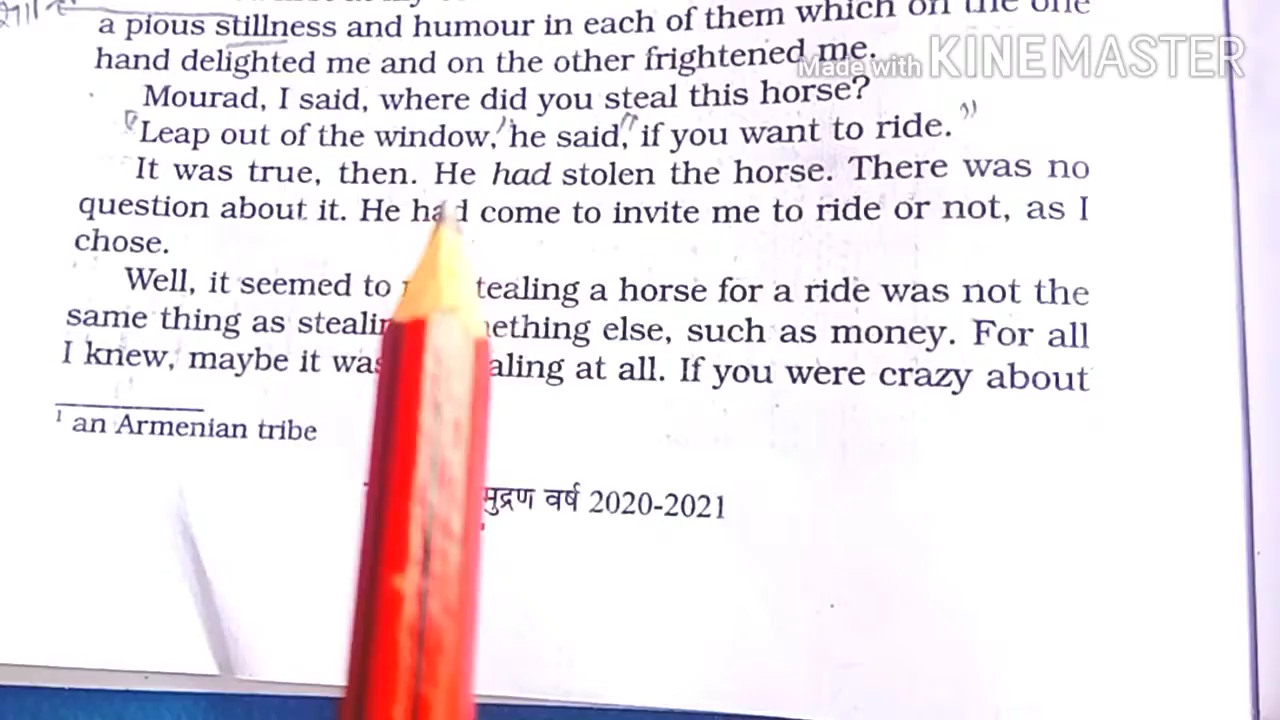 a pious stillness and humour in each of them which on the one
hand delighted me and on the other frightened me.
Made with KINEMASTER
Mourad, I said, where did you steal this horse?
Leap out of the window, he said, if you want to ride.
It was true, then. He had stolen the horse. There was no
question about it. He had come to invite me to ride or not, as I
chose.
Well, it seemed to tealing a horse for a ride was not the
same thing as stealin ething else, such as money. For all
I knew, maybe it was aling at all. If you were crazy about
1 an Armenian tribe
मुद्रण वर्ष 2020-2021